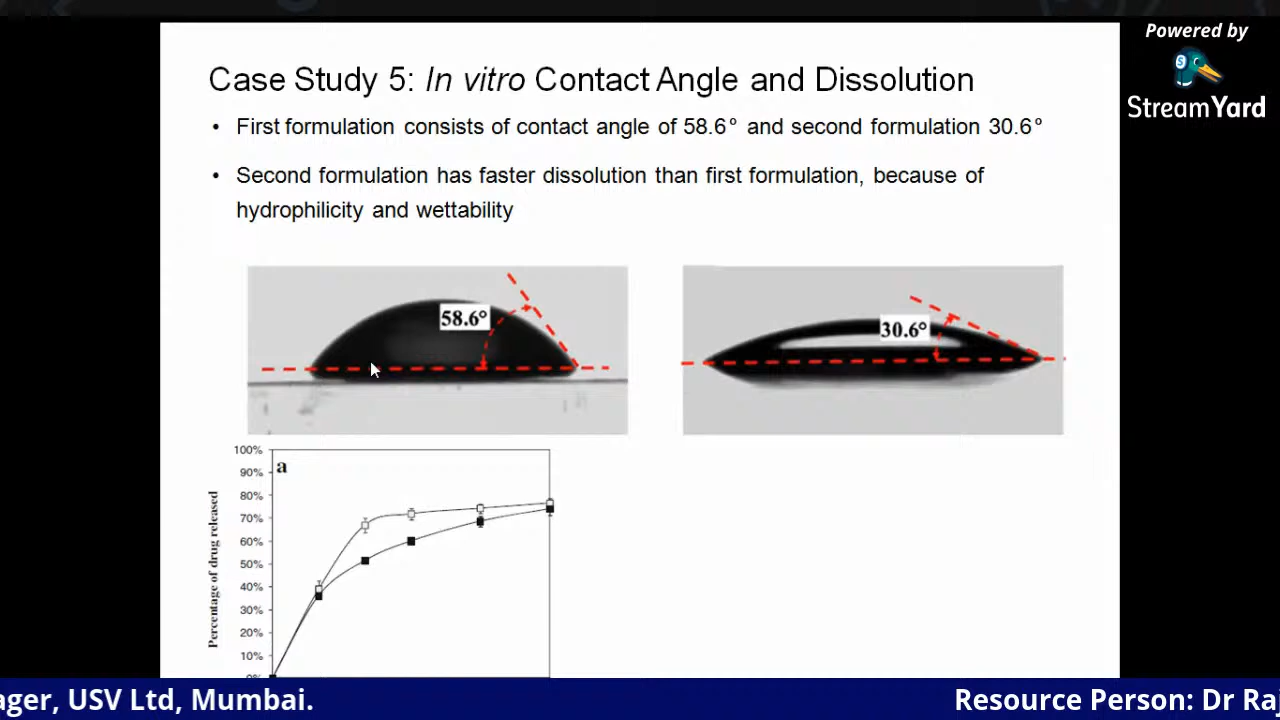 Powered by
StreamYard
Case Study 5: In vitro Contact Angle and Dissolution
• First formulation consists of contact angle of 58.6° and second formulation 30.6°
• Second formulation has faster dissolution than first formulation, because of
hydrophilicity and wettability
58.6°
30.6°
a
Percentage of drug released
100%
90%
80%
70%
60%
50%
40%
30%
20%
10%
0%
ager, USV Ltd, Mumbai.
Resource Person: Dr Raj